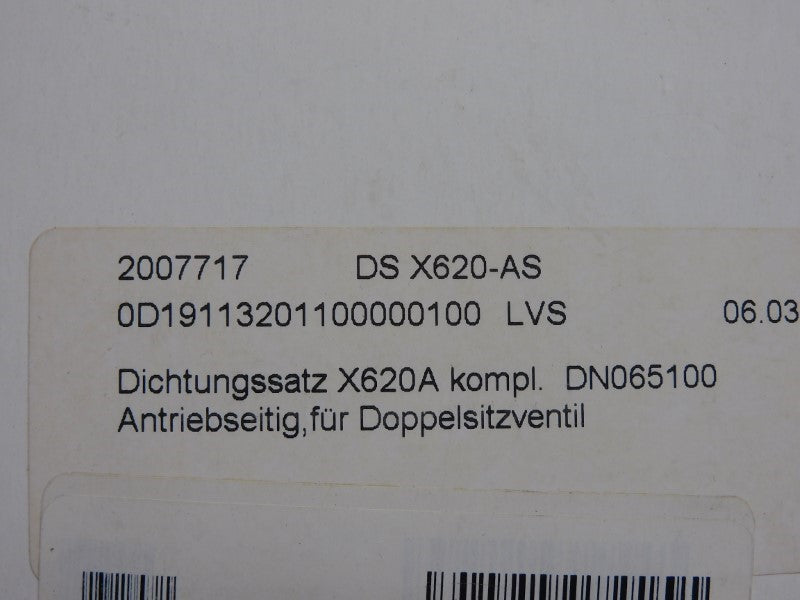 2007717 DS X620-AS
0D19113201100000100 LVS 06.03
Dichtungssatz X620A kompl. DN065100
Antriebseitig,für Doppelsitzventil